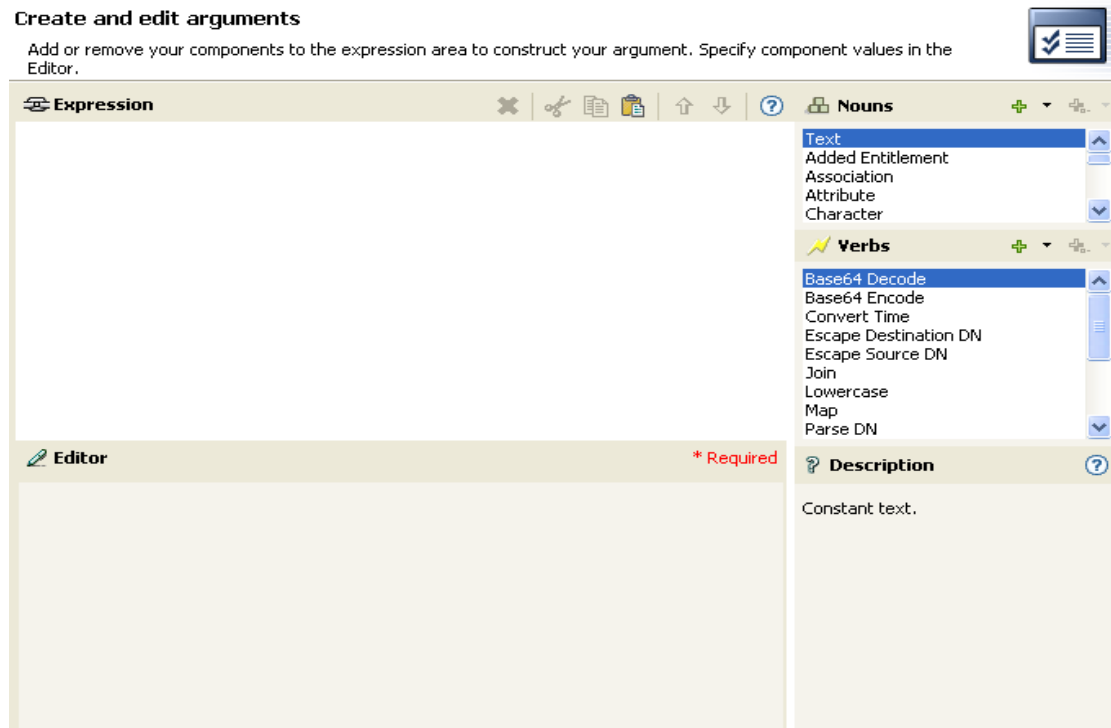 Create and edit arguments
Add or remove your components to the expression area to construct your argument. Specify component values in the
Editor.
Expression
Nouns
Text
Added Entitlement
Association
Attribute
Character
Verbs
Base64 Decode
Base64 Encode
Convert Time
Escape Destination DN
Escape Source DN
Join
Lowercase
Map
Parse DN
Editor
* Required
Description
Constant text.